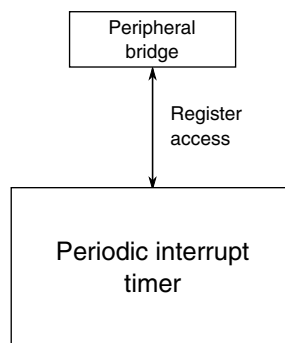 Peripheral
bridge
Register
access
Periodic interrupt
timer